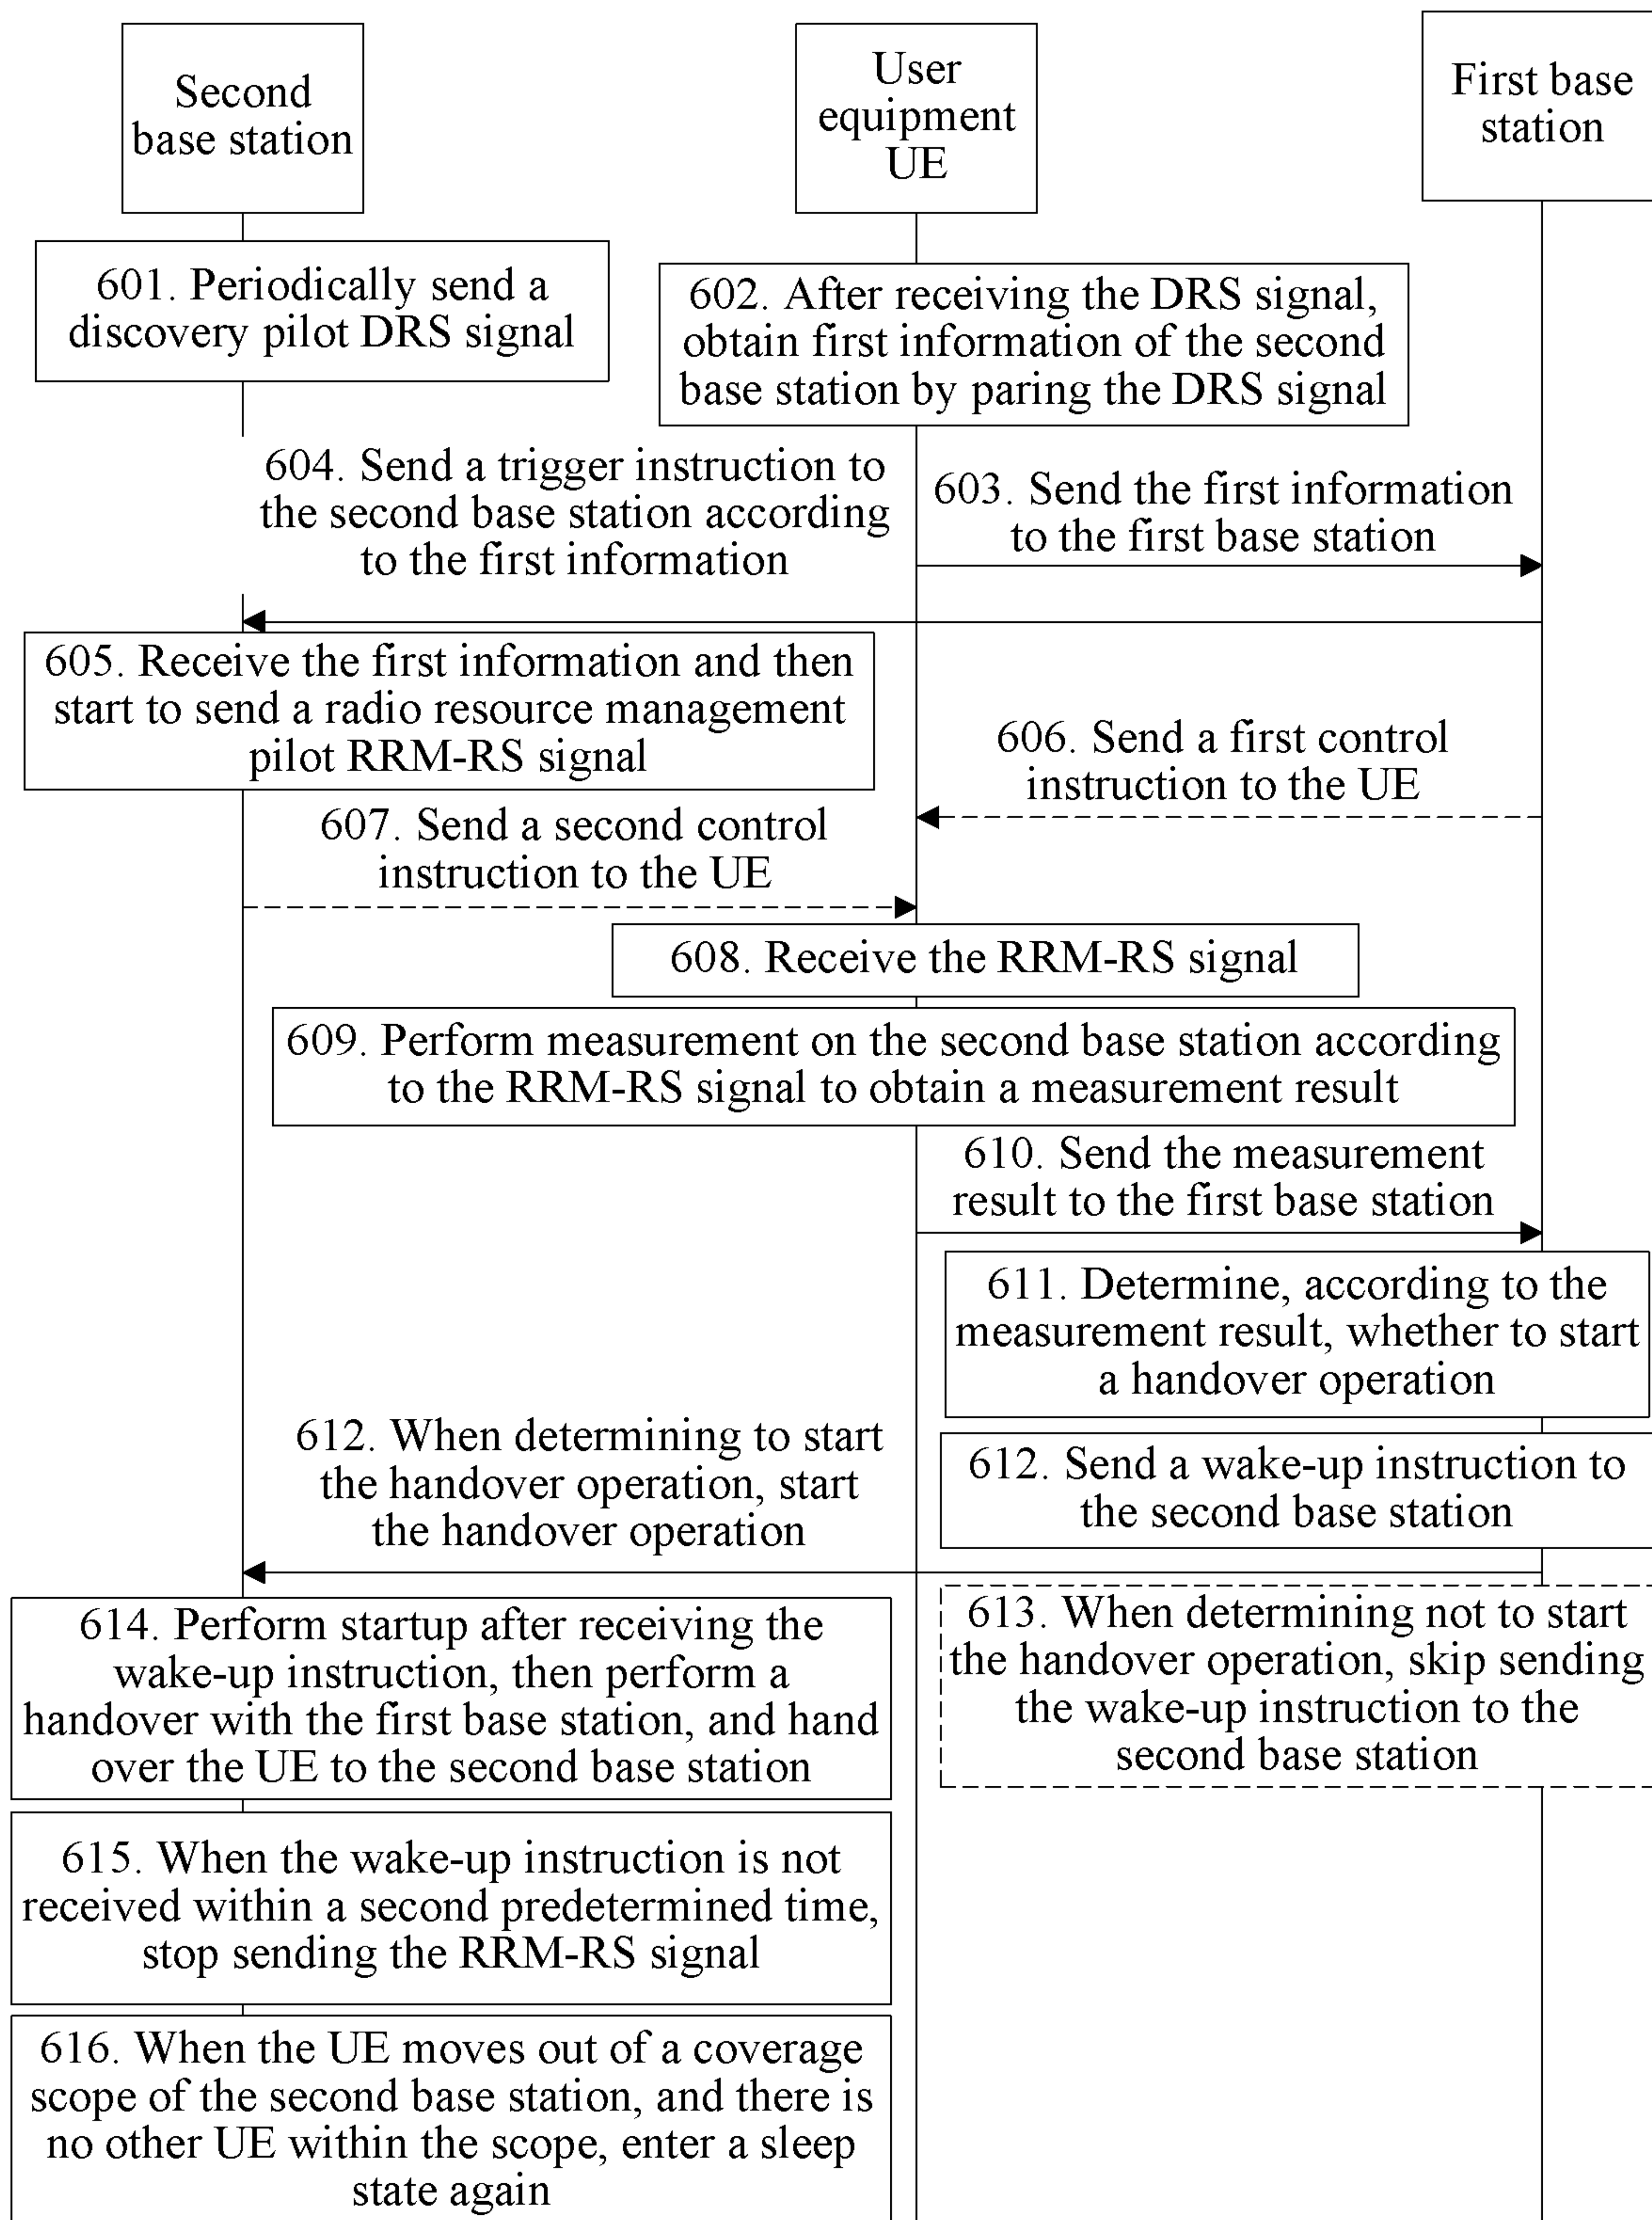 Second
base station
User
equipment
UE
First base
station
601. Periodically send a
discovery pilot DRS signal
602. After receiving the DRS signal,
obtain first information of the second
base station by paring the DRS signal
603. Send the first information
to the first base station
604. Send a trigger instruction to
the second base station according
to the first information
605. Receive the first information and then
start to send a radio resource management
pilot RRM-RS signal
606. Send a first control
instruction to the UE
607. Send a second control
instruction to the UE
608. Receive the RRM-RS signal
609. Perform measurement on the second base station according
to the RRM-RS signal to obtain a measurement result
610. Send the measurement
result to the first base station
611. Determine, according to the
measurement result, whether to start
a handover operation
612. When determining to start
the handover operation, start
the handover operation
612. Send a wake-up instruction to
the second base station
613. When determining not to start
the handover operation, skip sending
the wake-up instruction to the
second base station
614. Perform startup after receiving the
wake-up instruction, then perform a
handover with the first base station, and hand
over the UE to the second base station
615. When the wake-up instruction is not
received within a second predetermined time,
stop sending the RRM-RS signal
616. When the UE moves out of a coverage
scope of the second base station, and there is
no other UE within the scope, enter a sleep
state again